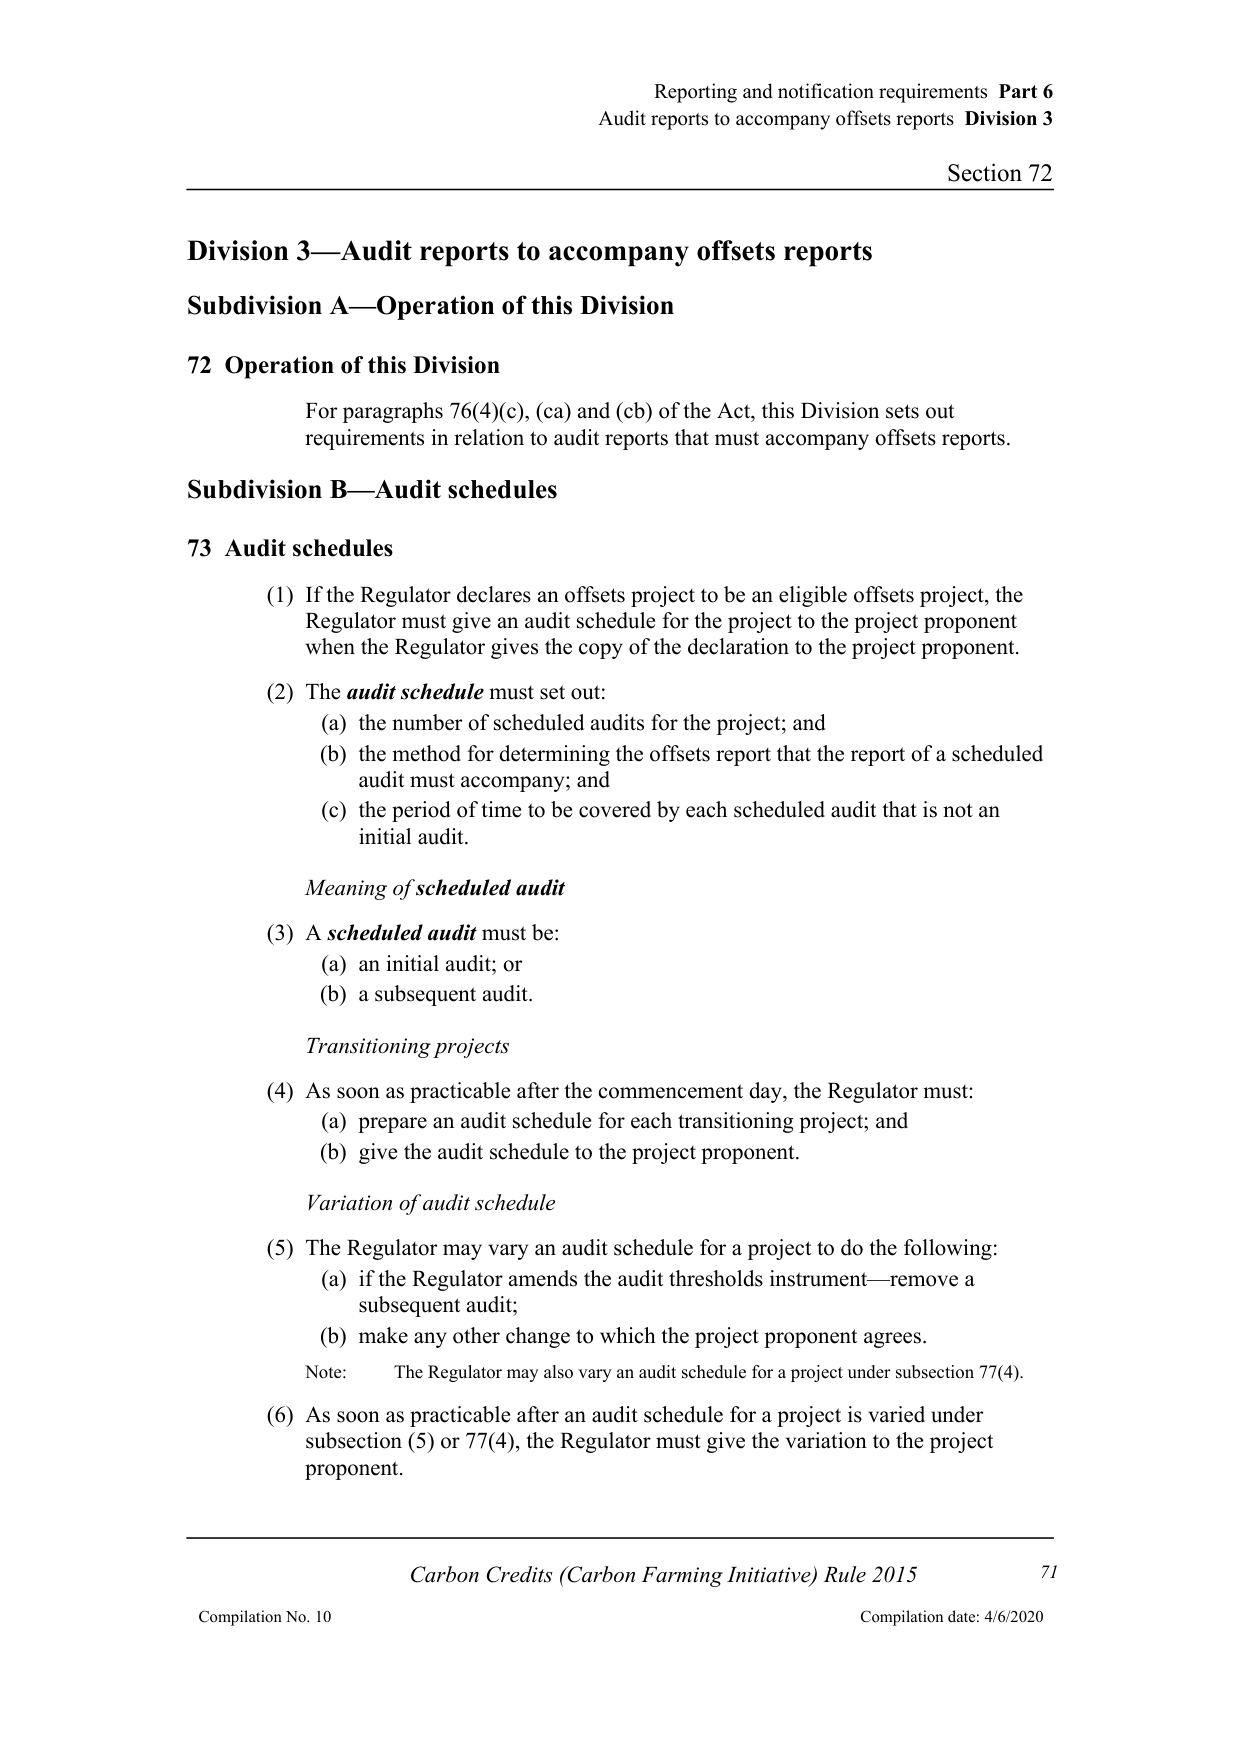 Reporting and notification requirements Part 6
Audit reports to accompany offsets reports Division 3
Section 72
Division 3—Audit reports to accompany offsets reports
Subdivision A—Operation of this Division
72 Operation of this Division
For paragraphs 76(4)(c), (ca) and (cb) of the Act, this Division sets out
requirements in relation to audit reports that must accompany offsets reports.
Subdivision B—Audit schedules
73 Audit schedules
(1) If the Regulator declares an offsets project to be an eligible offsets project, the
Regulator must give an audit schedule for the project to the project proponent
when the Regulator gives the copy of the declaration to the project proponent.
(2) The audit schedule must set out:
(a) the number of scheduled audits for the project; and
(b) the method for determining the offsets report that the report of a scheduled
audit must accompany; and
(c) the period of time to be covered by each scheduled audit that is not an
initial audit.
Meaning of scheduled audit
(3) A scheduled audit must be:
(a) an initial audit; or
(b) a subsequent audit.
Transitioning projects
(4) As soon as practicable after the commencement day, the Regulator must:
(a) prepare an audit schedule for each transitioning project; and
(b) give the audit schedule to the project proponent.
Variation of audit schedule
(5) The Regulator may vary an audit schedule for a project to do the following:
(a) if the Regulator amends the audit thresholds instrument—remove a
subsequent audit;
(b) make any other change to which the project proponent agrees.
Note: The Regulator may also vary an audit schedule for a project under subsection 77(4).
(6) As soon as practicable after an audit schedule for a project is varied under
subsection (5) or 77(4), the Regulator must give the variation to the project
proponent.
Carbon Credits (Carbon Farming Initiative) Rule 2015 71
Compilation No. 10 Compilation date: 4/6/2020